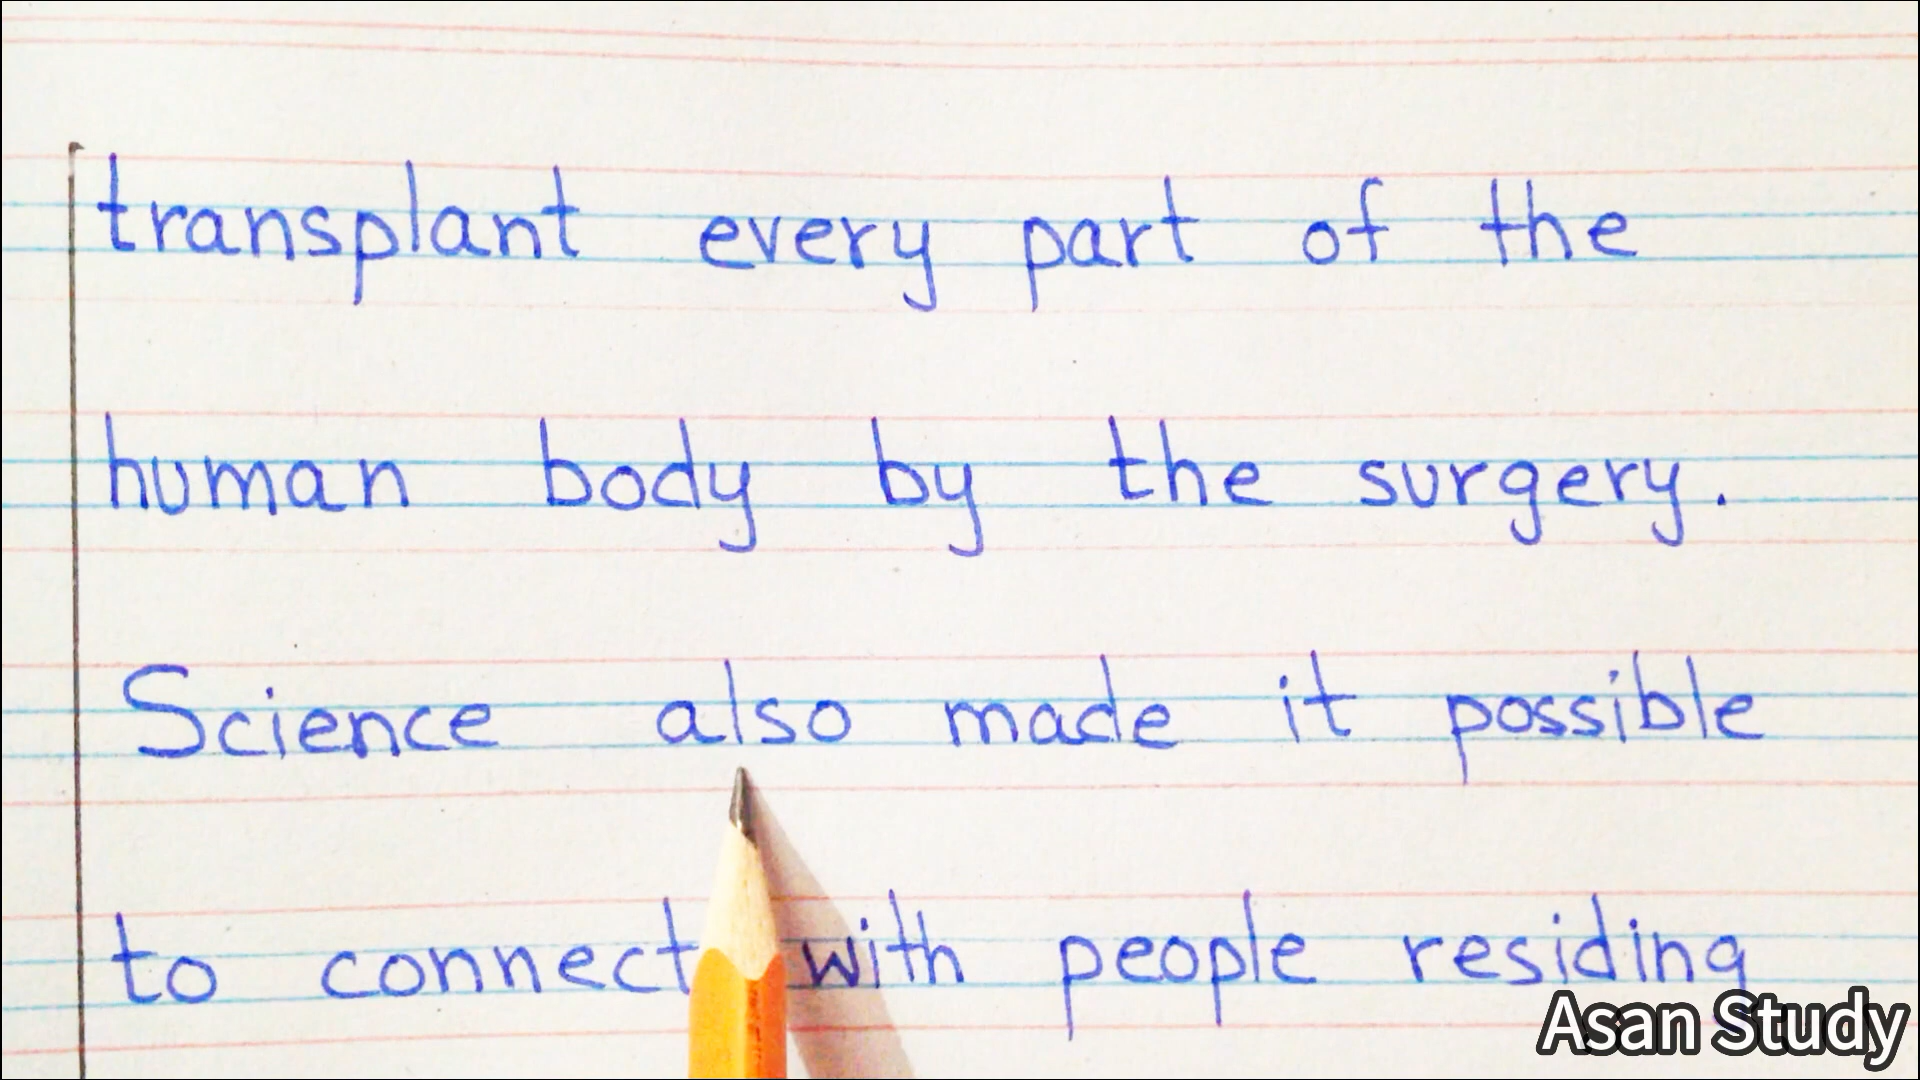 transplant every part of the
human body by the surgery.
Science also made it possible
to connect with people residing
Asan Study